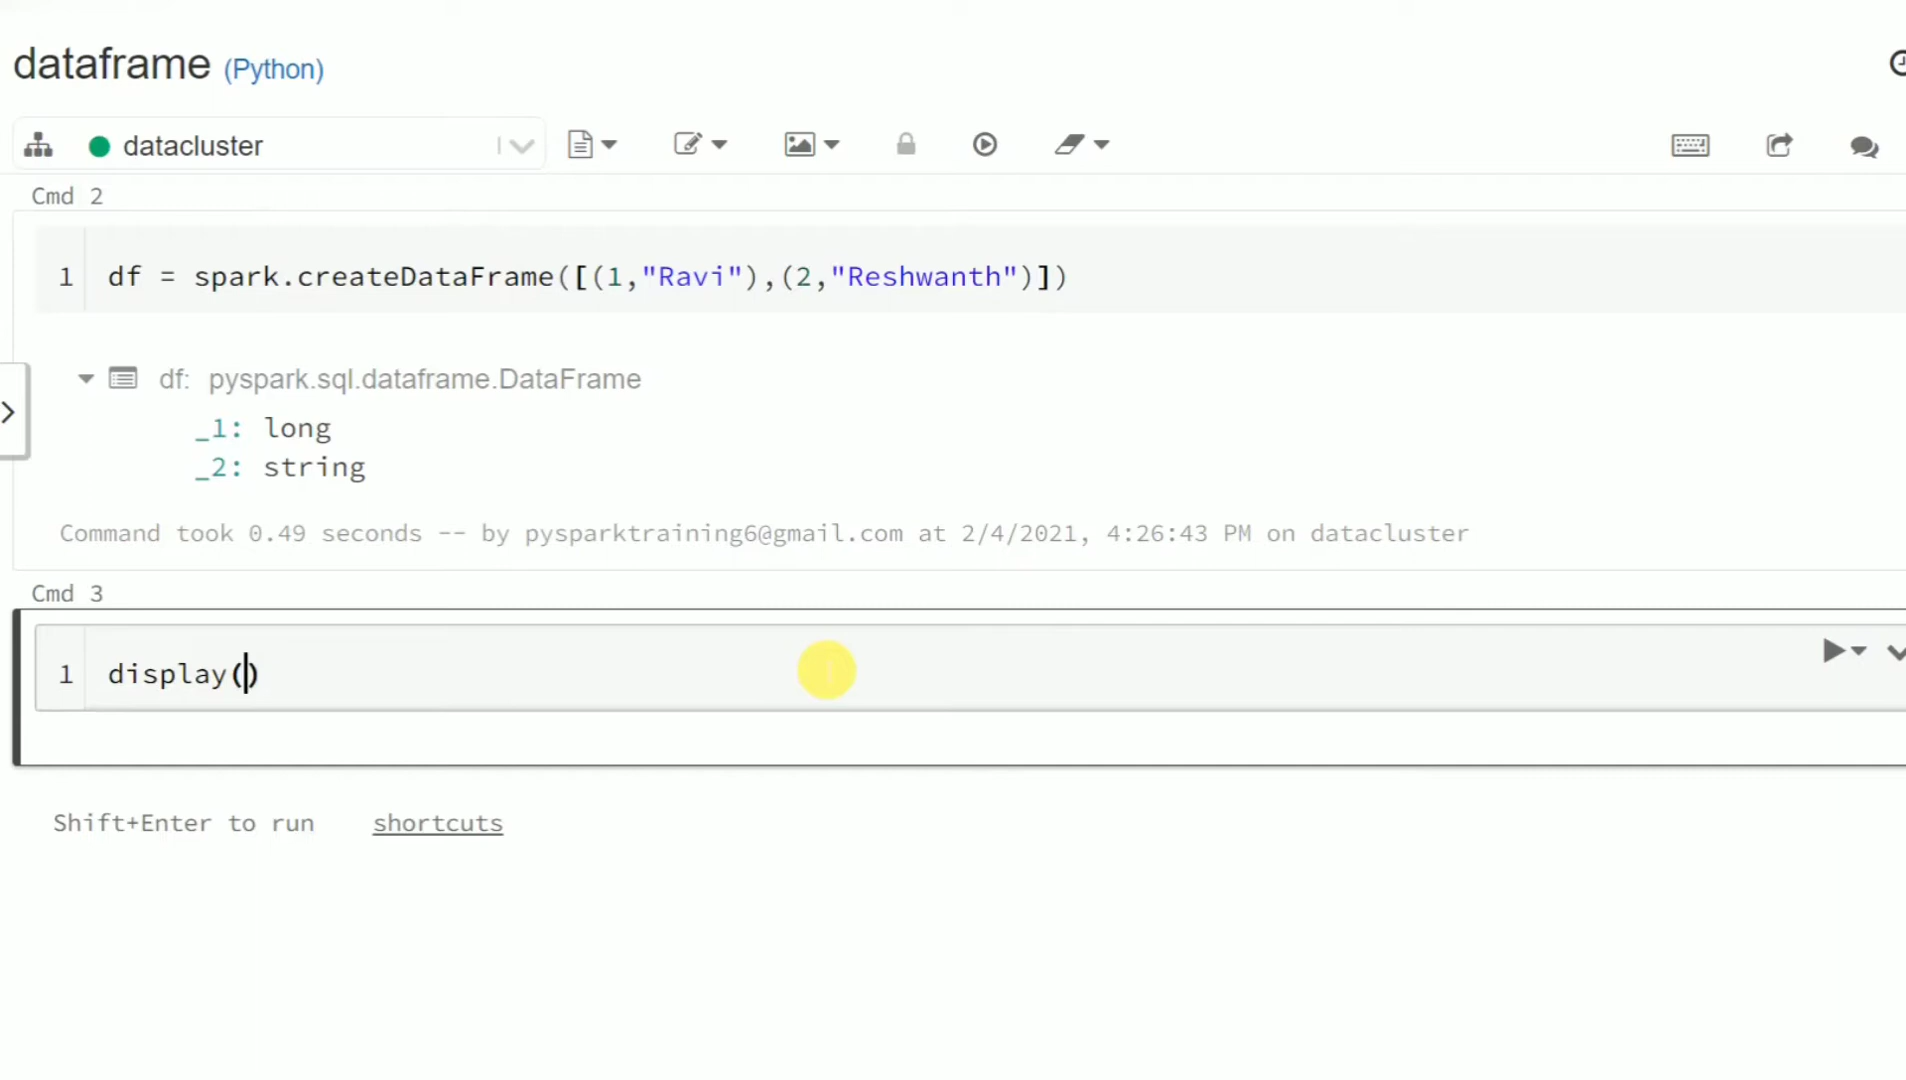 dataframe (Python)
datacluster
Cmd 2
1 df = spark.createDataFrame([(1,"Ravi"),(2,"Reshwanth")])
df: pyspark.sql.dataframe.DataFrame
_1: long
_2: string
Command took 0.49 seconds -- by pysparktraining6@gmail.com at 2/4/2021, 4:26:43 PM on datacluster
Cmd 3
1 display()
Shift+Enter to run shortcuts